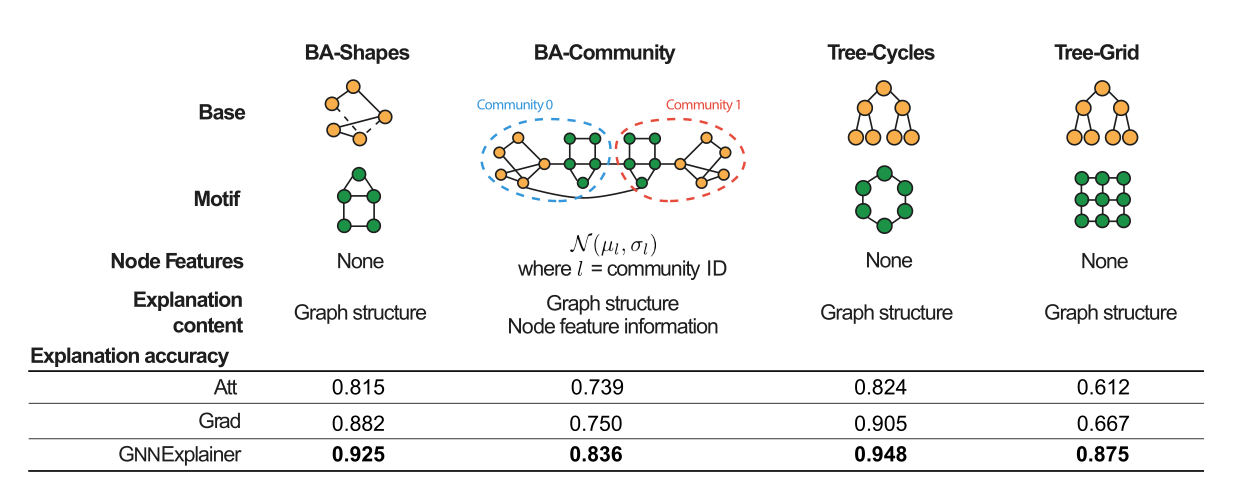 BA-Shapes BA-Community Tree-Cycles Tree-Grid
Community 0 Community 1
Base
Motif
𝒩(μ_l, σ_l)
Node Features None where l = community ID None None
Explanation content Graph structure Graph structure Node feature information Graph structure Graph structure
Explanation accuracy
Att 0.815 0.739 0.824 0.612
Grad 0.882 0.750 0.905 0.667
GNNExplainer 0.925 0.836 0.948 0.875